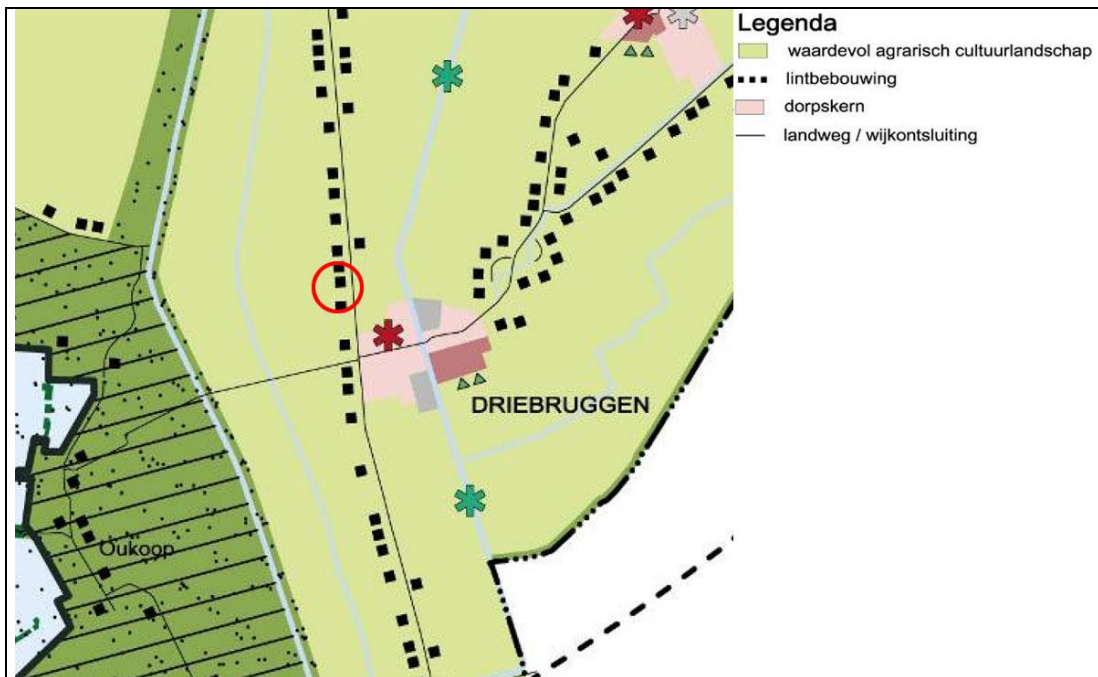 Legenda
waardevol agrarisch cultuurlandschap
lintbebouwing
dorpskern
landweg / wijkontsluiting
DRIEBRUGGEN
Oukoop